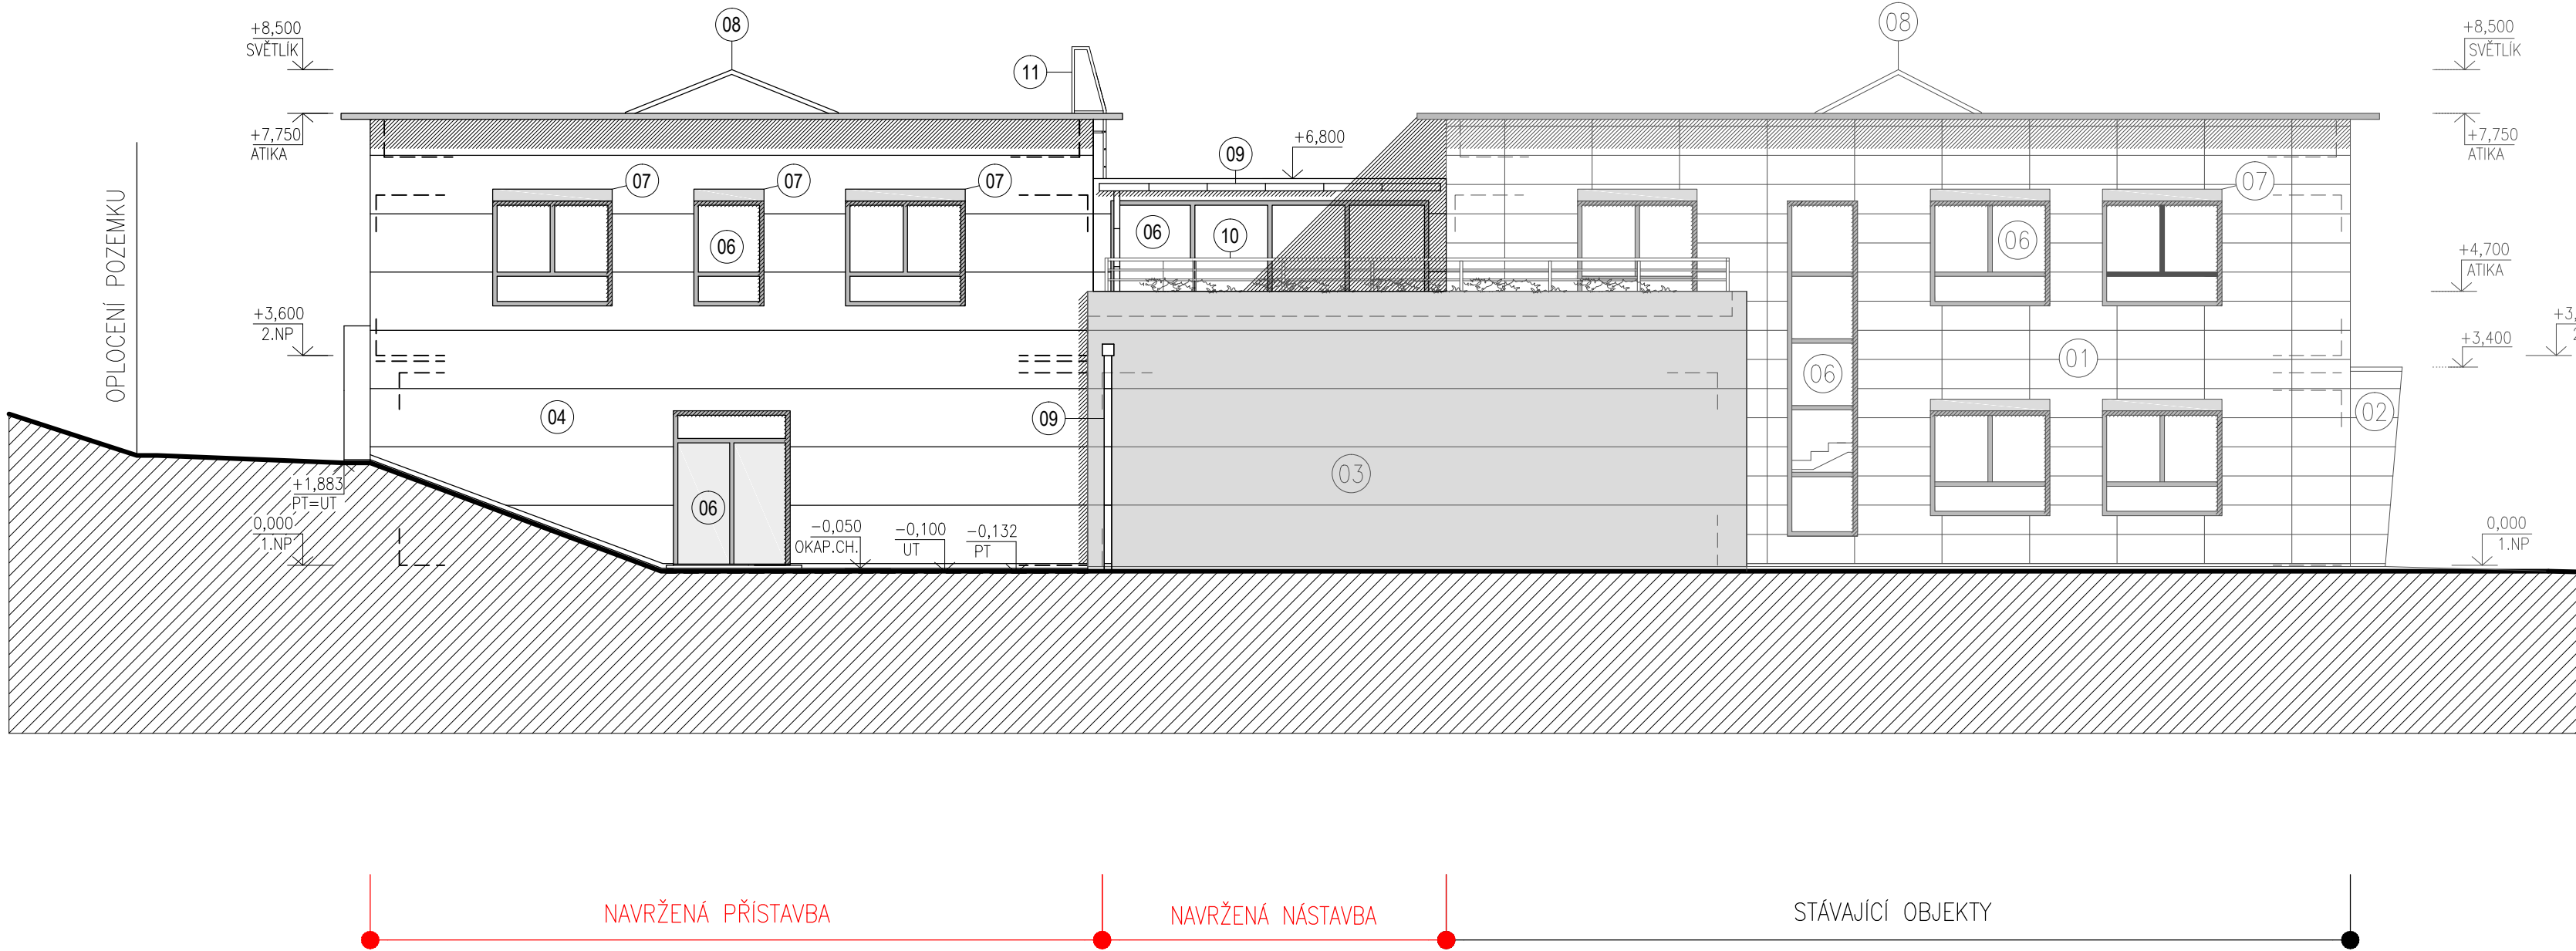 08
08
+8,500
SVĚTLÍK
+8,500
SVĚTLÍK
11
+7,750
ATIKA
+6,800
+7,750
ATIKA
09
07
07
07
07
OPLOCENÍ POZEMKU
06
06
10
06
+4,700
ATIKA
+3,600
2.NP
+3,400
01
06
04
09
02
03
+1,883
PT=UT
06
0,000
1.NP
-0,050
OKAP.CH.
-0,100
UT
-0,132
PT
0,000
1.NP
NAVRŽENÁ PŘÍSTAVBA
NAVRŽENÁ NÁSTAVBA
STÁVAJÍCÍ OBJEKTY